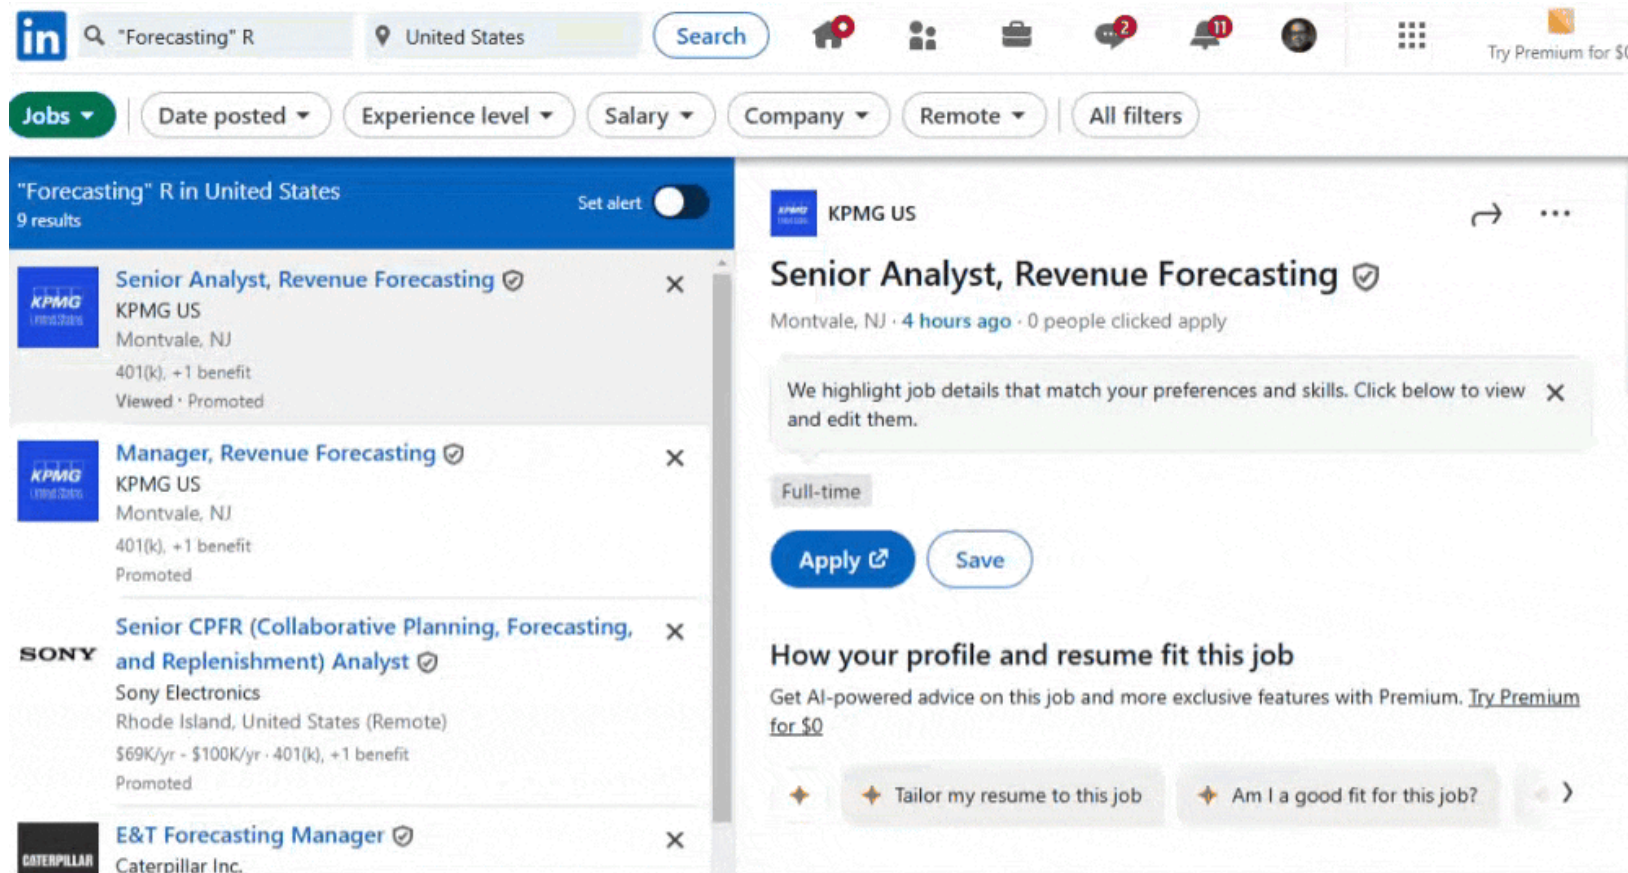 in
"Forecasting" R
United States
Search
2
11
Try Premium for $0
Jobs
Date posted
Experience level
Salary
Company
Remote
All filters
"Forecasting" R in United States
9 results
Set alert
KPMG
Senior Analyst, Revenue Forecasting
KPMG US
Montvale, NJ
401(k), +1 benefit
Viewed · Promoted
KPMG
Manager, Revenue Forecasting
KPMG US
Montvale, NJ
401(k), +1 benefit
Promoted
SONY
Senior CPFR (Collaborative Planning, Forecasting,
and Replenishment) Analyst
Sony Electronics
Rhode Island, United States (Remote)
$69K/yr - $100K/yr · 401(k), +1 benefit
Promoted
CATERPILLAR
E&T Forecasting Manager
Caterpillar Inc.
KPMG
KPMG US
Senior Analyst, Revenue Forecasting
Montvale, NJ · 4 hours ago · 0 people clicked apply
We highlight job details that match your preferences and skills. Click below to view
and edit them.
Full-time
Apply
Save
How your profile and resume fit this job
Get AI-powered advice on this job and more exclusive features with Premium. Try Premium
for $0
Tailor my resume to this job
Am I a good fit for this job?